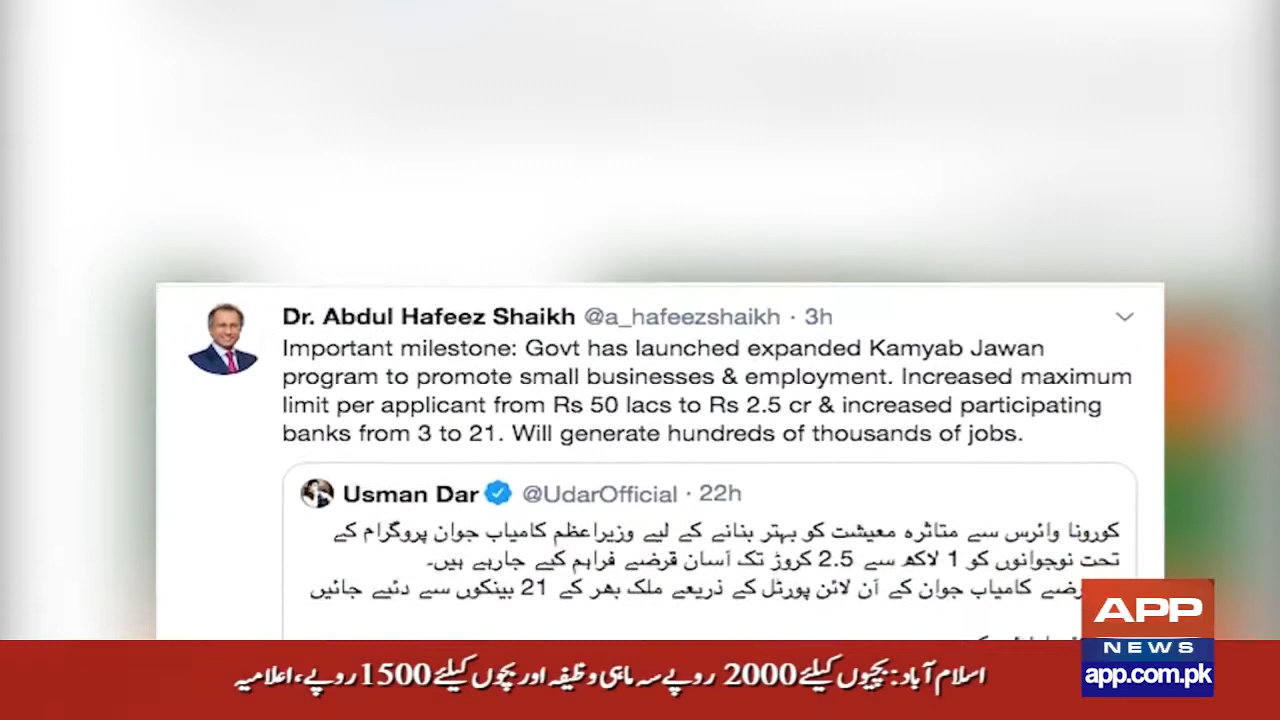 Dr. Abdul Hafeez Shaikh @a_hafeezshaikh · 3h
Important milestone: Govt has launched expanded Kamyab Jawan
program to promote small businesses & employment. Increased maximum
limit per applicant from Rs 50 lacs to Rs 2.5 cr & increased participating
banks from 3 to 21. Will generate hundreds of thousands of jobs.
Usman Dar @UdarOfficial · 22h
کورونا وائرس سے متاثرہ معیشت کو بہتر بنانے کے لیے وزیراعظم کامیاب جوان پروگرام کے
تحت نوجوانوں کو 1 لاکھ سے 2.5 کروڑ تک آسان قرضے فراہم کیے جارہے ہیں۔
کامیاب جوان کے آن لائن پورٹل کے ذریعے ملک بھر کے 21 بینکوں سے دئیے جائیں
APP
NEWS
app.com.pk
اسلام آباد: بچیوں کیلئے 2000 روپے سہ ماہی وظیفہ اور بچوں کیلئے 1500 روپے، اعلامیہ